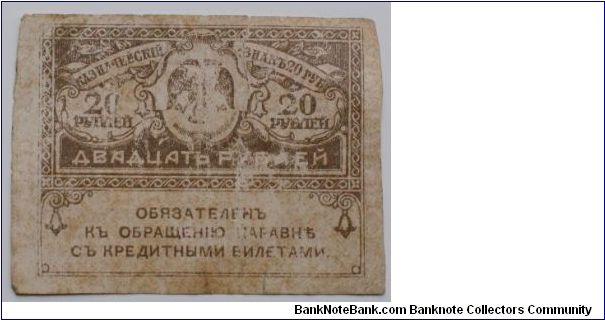 КАЗНАЧЕЙСКІЙ ЗНАКЪ 20 РУБ.
20 20
РУБЛЕЙ РУБЛЕЙ
ДВАДЦАТЬ РУБЛЕЙ
ОБЯЗАТЕЛЕНЪ
КЪ ОБРАЩЕНІЮ НАРАВНѢ
СЪ КРЕДИТНЫМИ БИЛЕТАМИ.
BankNoteBank.com Banknote Collectors Community